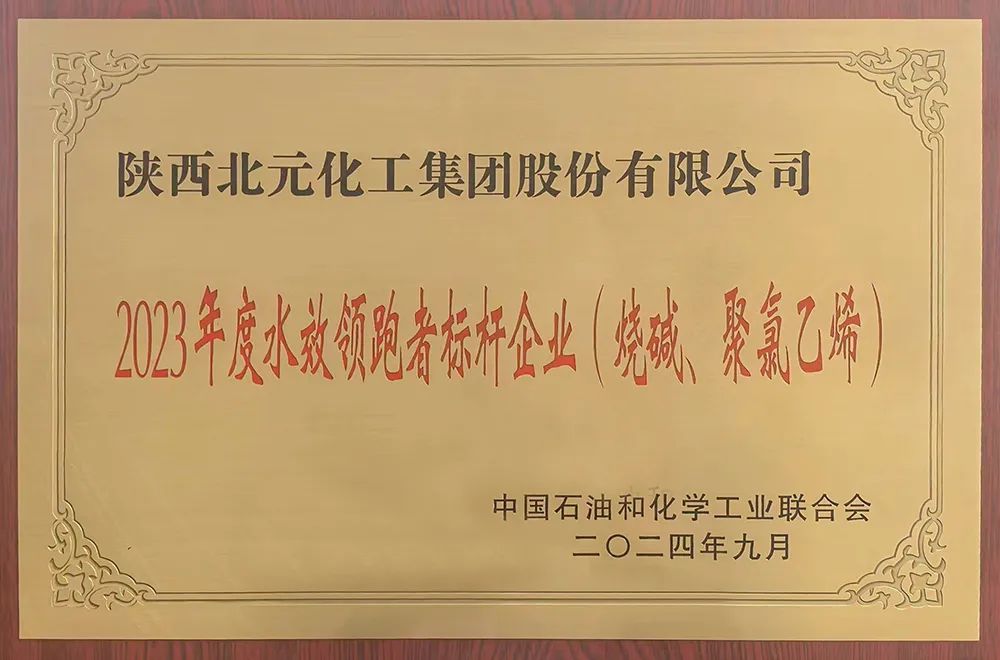 陕西北元化工集团股份有限公司
2023年度水效领跑者标杆企业（烧碱、聚氯乙烯）
中国石油和化学工业联合会
二〇二四年九月